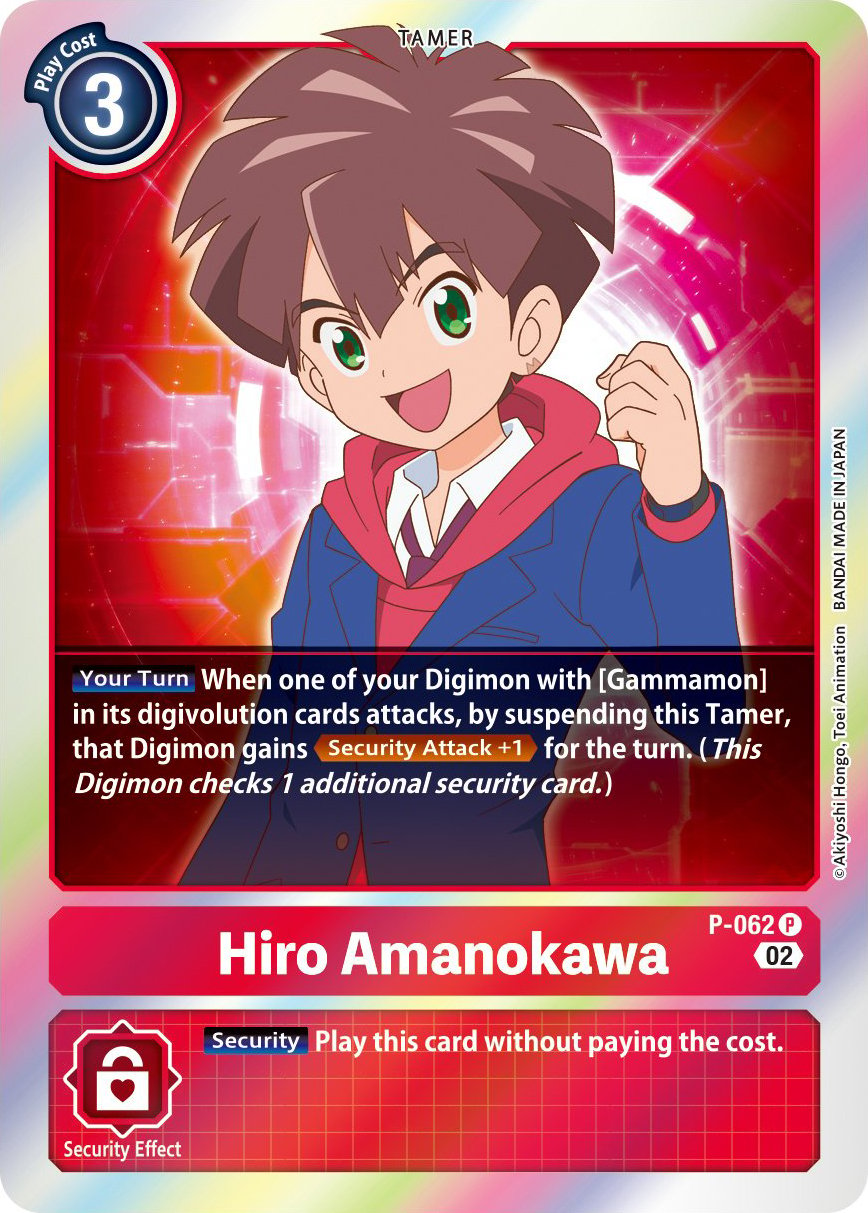 TAMER
Play Cost
3
Your Turn When one of your Digimon with [Gammamon]
in its digivolution cards attacks, by suspending this Tamer,
that Digimon gains Security Attack +1 for the turn. (This
Digimon checks 1 additional security card.)
©Akiyoshi Hongo, Toei Animation BANDAI MADE IN JAPAN
P-062 P
Hiro Amanokawa
02
Security Play this card without paying the cost.
Security Effect